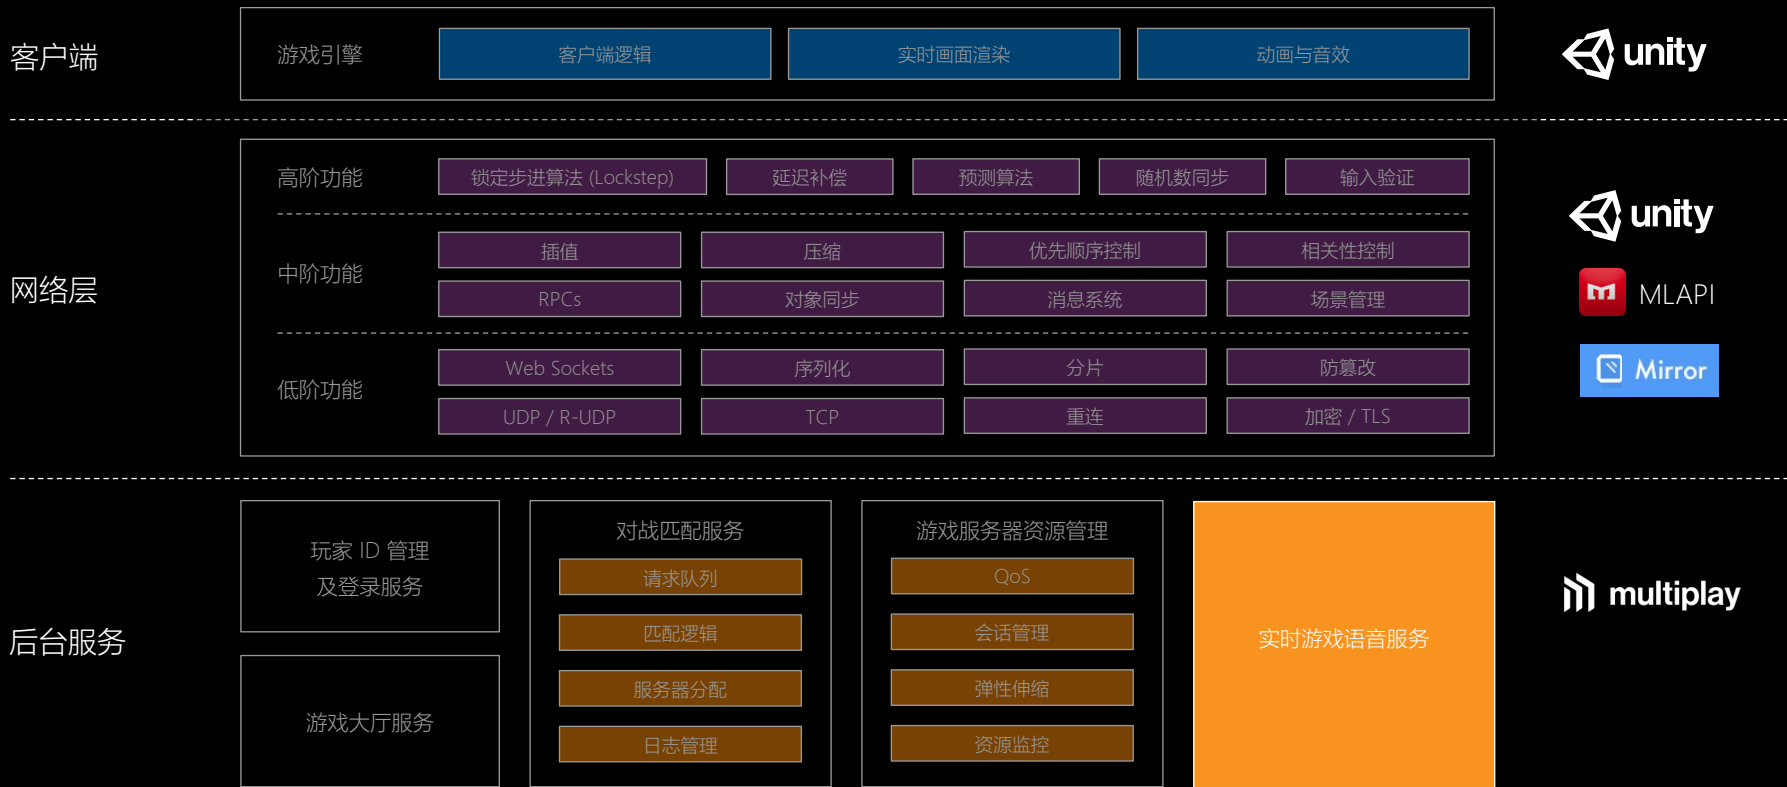 客户端
游戏引擎
客户端逻辑
实时画面渲染
动画与音效
unity
网络层
高阶功能
锁定步进算法 (Lockstep)
延迟补偿
预测算法
随机数同步
输入验证
中阶功能
插值
压缩
优先顺序控制
相关性控制
RPCs
对象同步
消息系统
场景管理
低阶功能
Web Sockets
序列化
分片
防篡改
UDP / R-UDP
TCP
重连
加密 / TLS
unity
MLAPI
Mirror
后台服务
玩家 ID 管理
及登录服务
游戏大厅服务
对战匹配服务
请求队列
匹配逻辑
服务器分配
日志管理
游戏服务器资源管理
QoS
会话管理
弹性伸缩
资源监控
实时游戏语音服务
multiplay